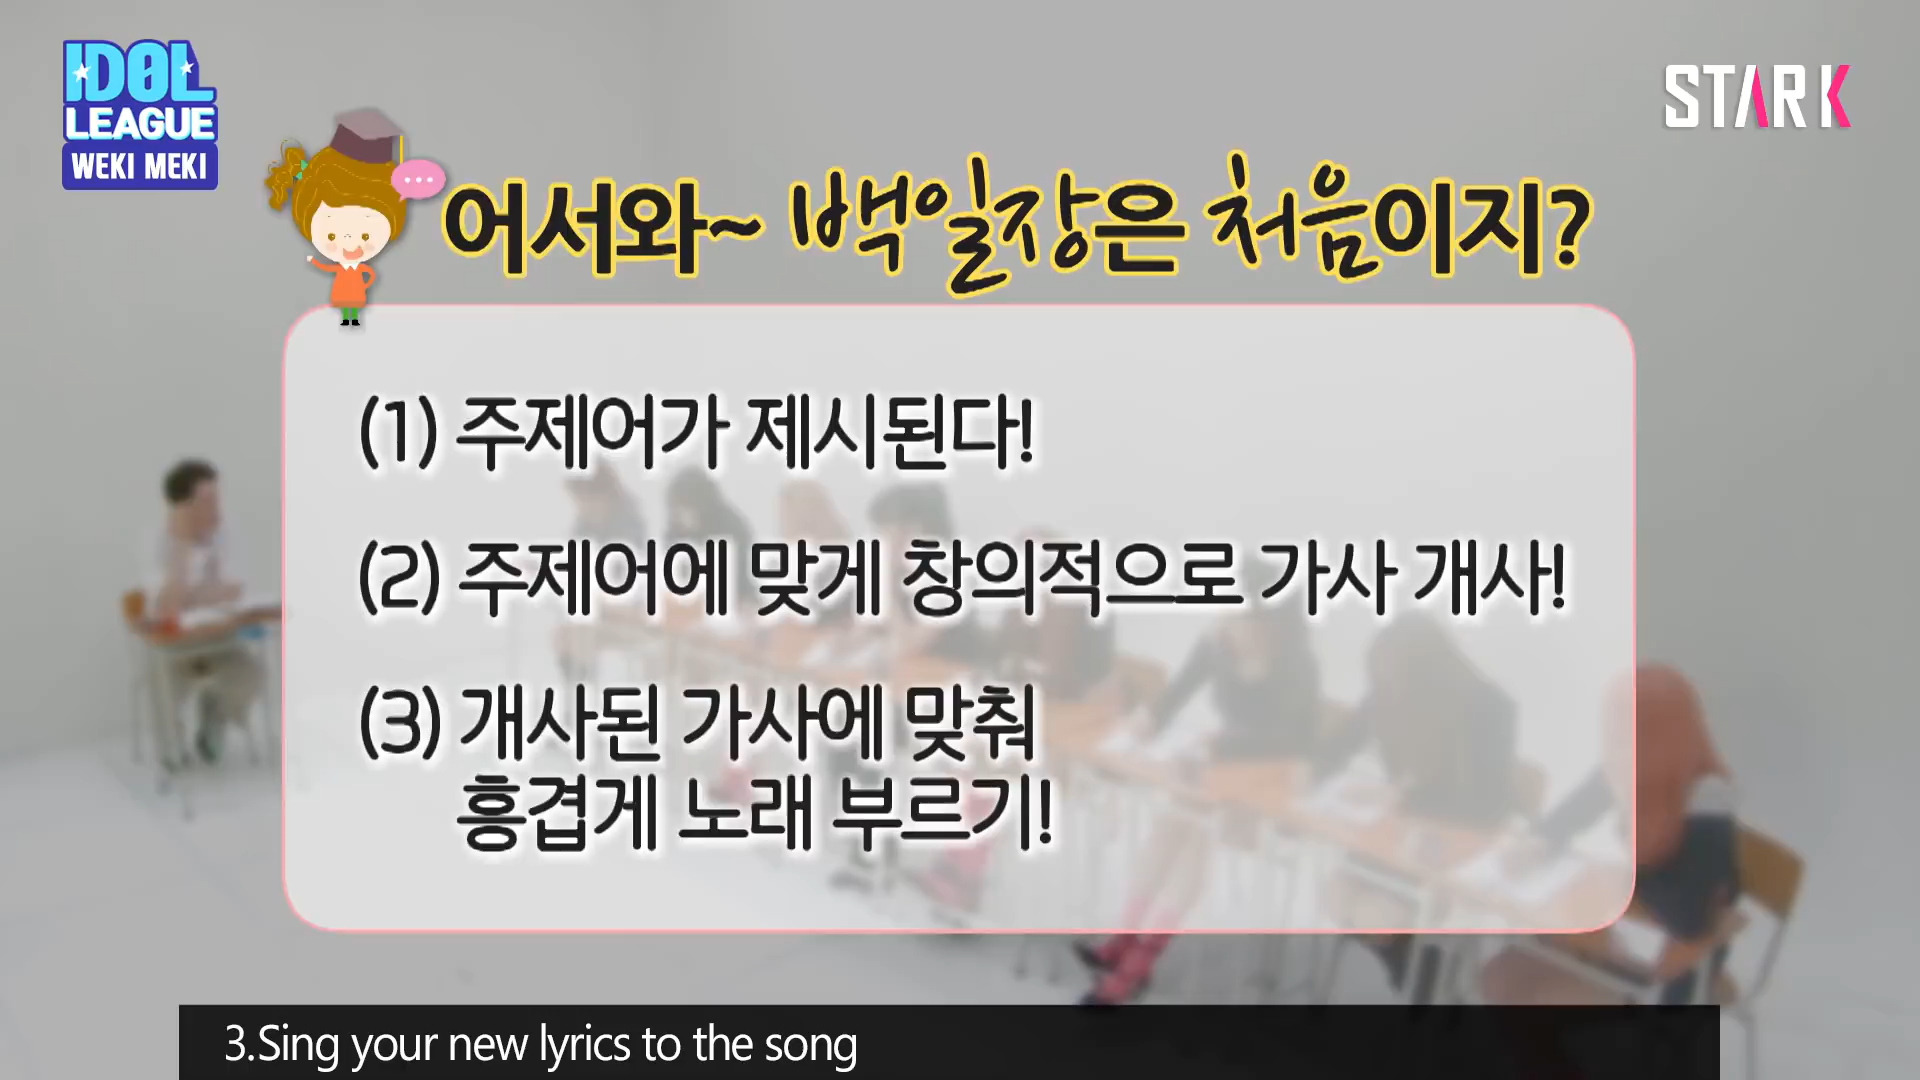 IDOL
LEAGUE
WEKI MEKI
STARK
어서와~ 백일장은 처음이지?
(1) 주제어가 제시된다!
(2) 주제어에 맞게 창의적으로 가사 개사!
(3) 개사된 가사에 맞춰
흥겹게 노래 부르기!
3.Sing your new lyrics to the song